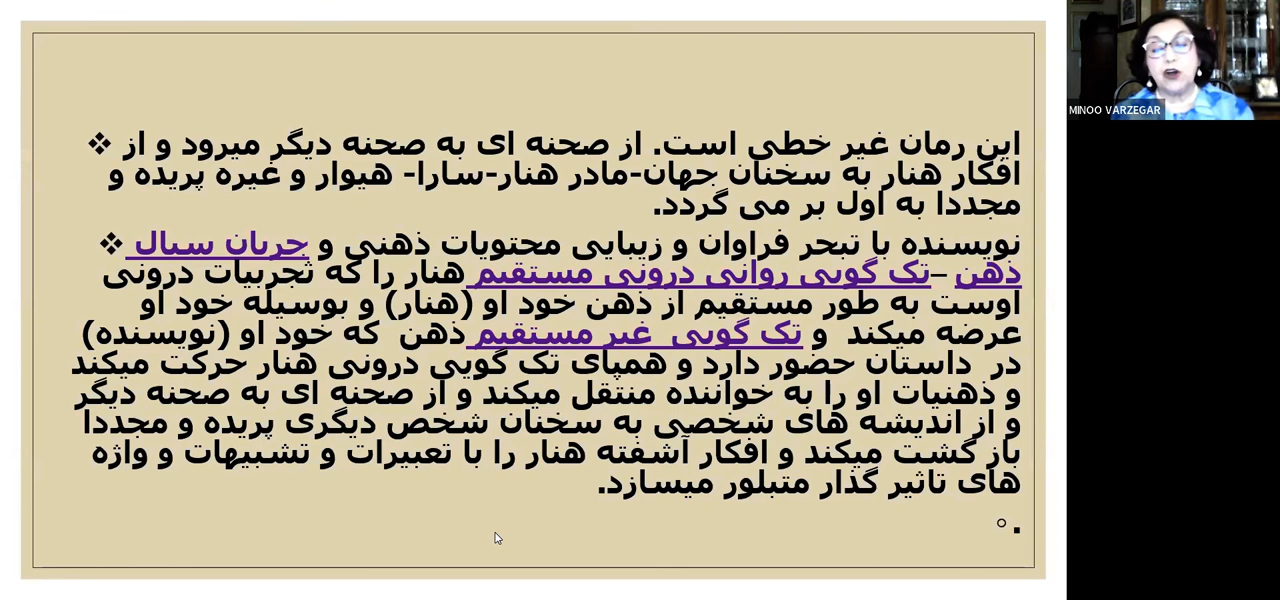 ❖ این رمان غیر خطی است. از صحنه ای به صحنه دیگر میرود و از
افکار هنار به سخنان جهان-مادر هنار-سارا- هیوار و غیره پریده و
مجددا به اول بر می گردد.
❖ نویسنده با تبحر فراوان و زیبایی محتویات ذهنی و جریان سیال
ذهن –تک گویی روانی درونی مستقیم هنار را که تجربیات درونی
اوست به طور مستقیم از ذهن خود او (هنار) و بوسیله خود او
عرضه میکند و تک گویی غیر مستقیم ذهن که خود او (نویسنده)
در داستان حضور دارد و همپای تک گویی درونی هنار حرکت میکند
و ذهنیات او را به خواننده منتقل میکند و از صحنه ای به صحنه دیگر
و از اندیشه های شخصی به سخنان شخص دیگری پریده و مجددا
باز گشت میکند و افکار آشفته هنار را با تعبیرات و تشبیهات و واژه
های تاثیر گذار متبلور میسازد.
.
MINOO VARZEGAR